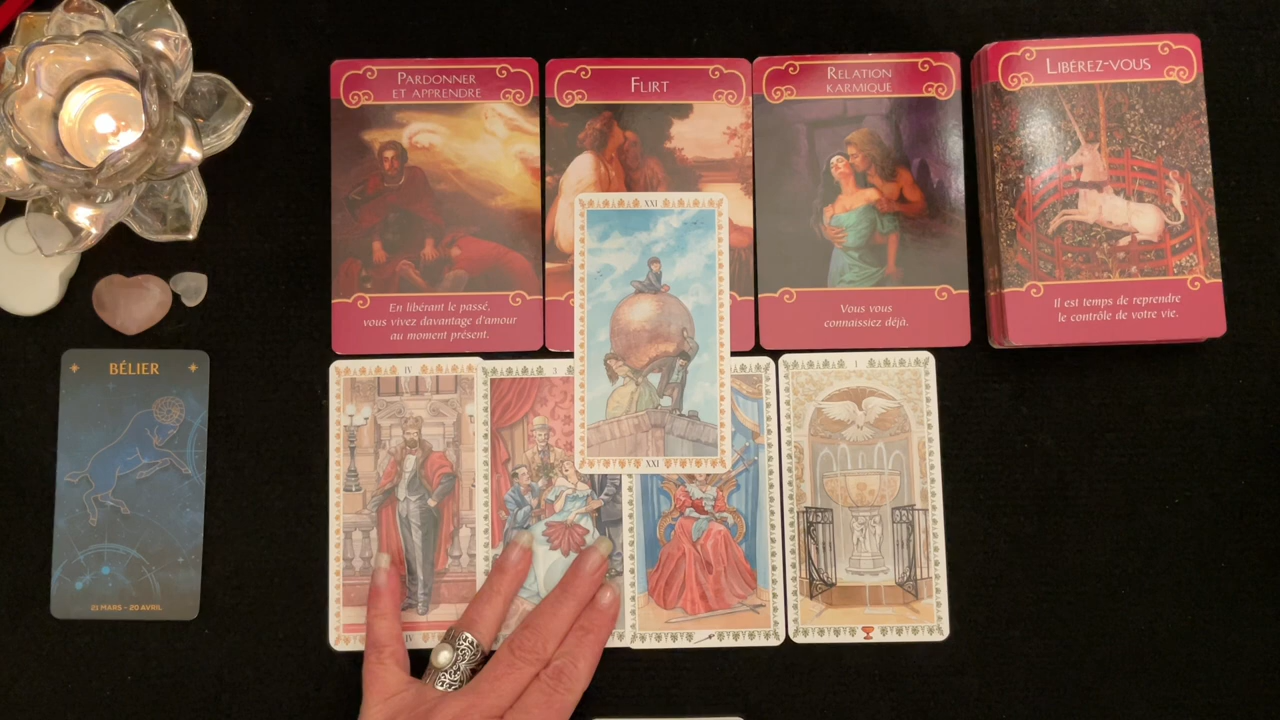 PARDONNER
ET APPRENDRE
En libérant le passé,
vous vivez davantage d'amour
au moment présent.
FLIRT
RELATION
KARMIQUE
Vous vous
connaissiez déjà.
LIBÉREZ-VOUS
Il est temps de reprendre
le contrôle de votre vie.
XXI
XXI
BÉLIER
21 MARS - 20 AVRIL
IV
IV
3
1